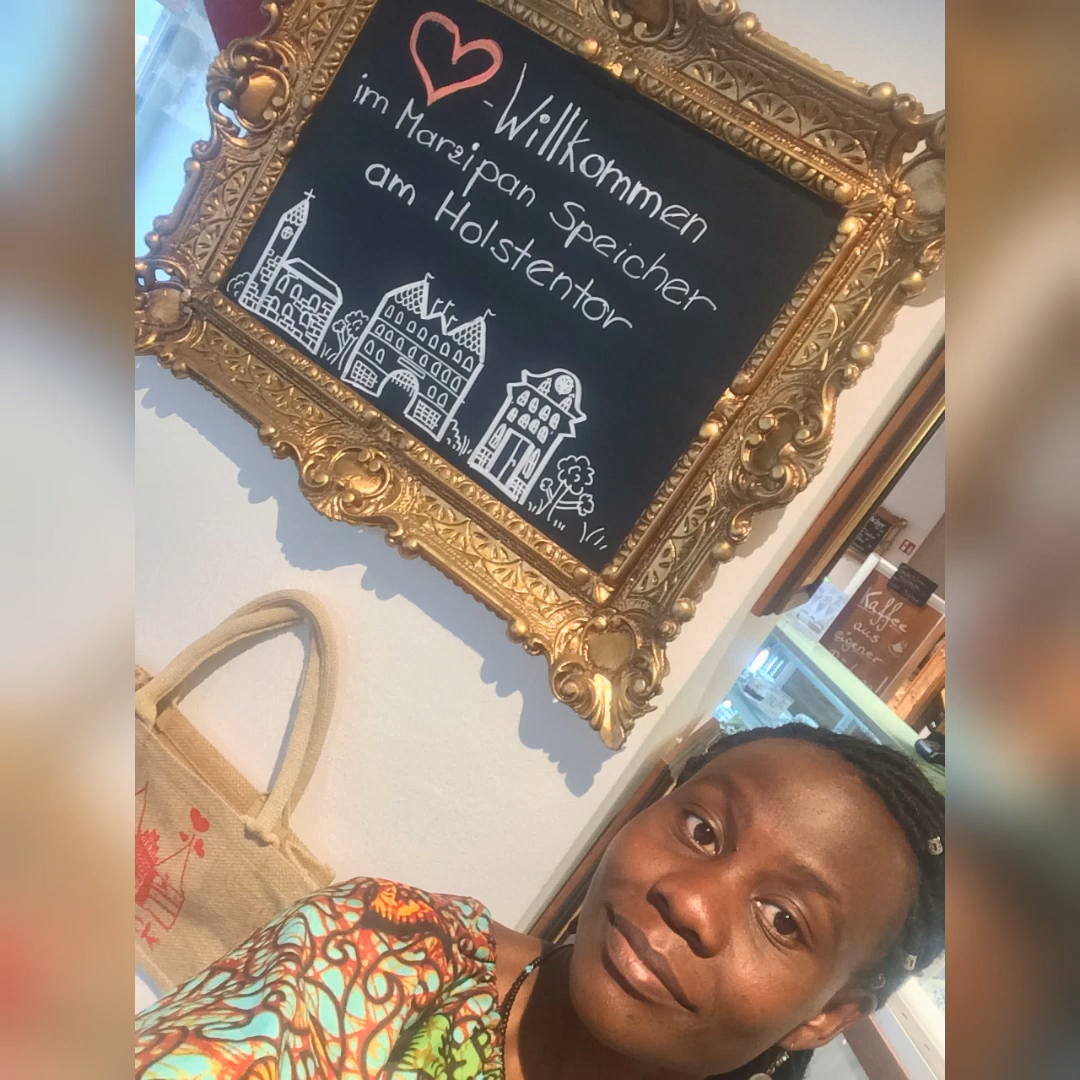 -Willkommen
im Marzipan Speicher
am Holstentor
Kaffee
aus
eigener